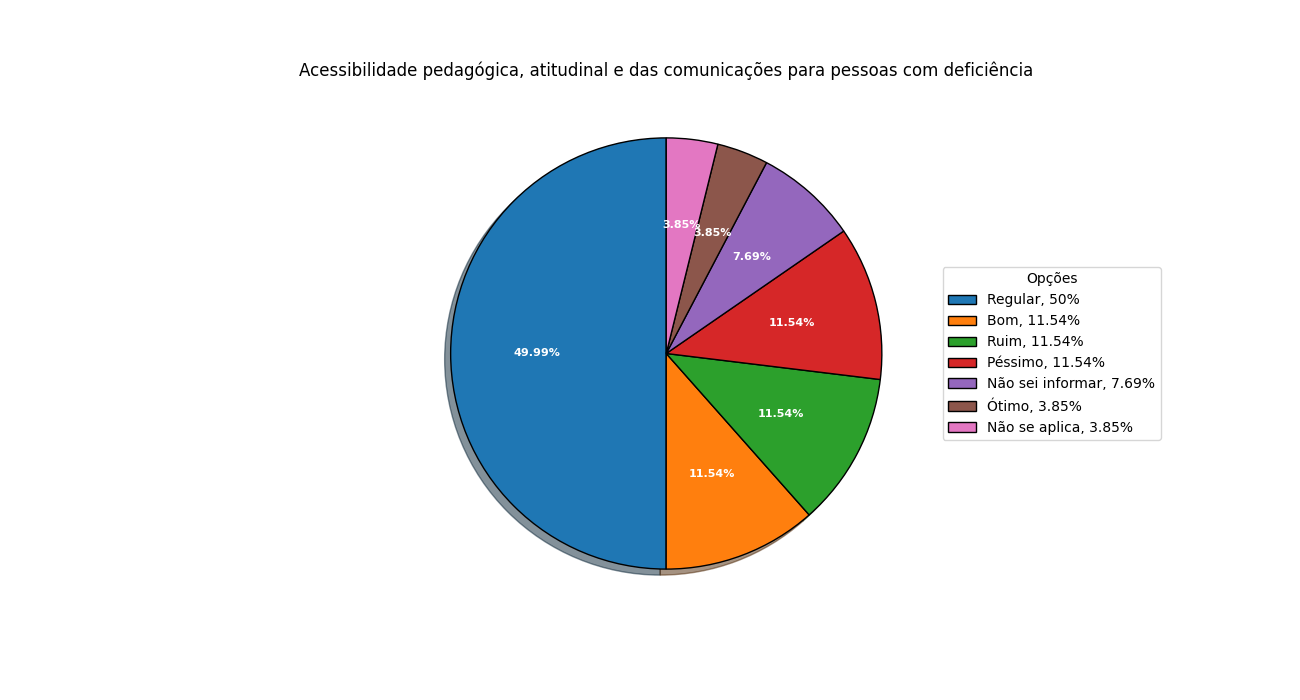 Acessibilidade pedagógica, atitudinal e das comunicações para pessoas com deficiência
3.85%
3.85%
7.69%
11.54%
49.99%
11.54%
11.54%
Opções
Regular, 50%
Bom, 11.54%
Ruim, 11.54%
Péssimo, 11.54%
Não sei informar, 7.69%
Ótimo, 3.85%
Não se aplica, 3.85%